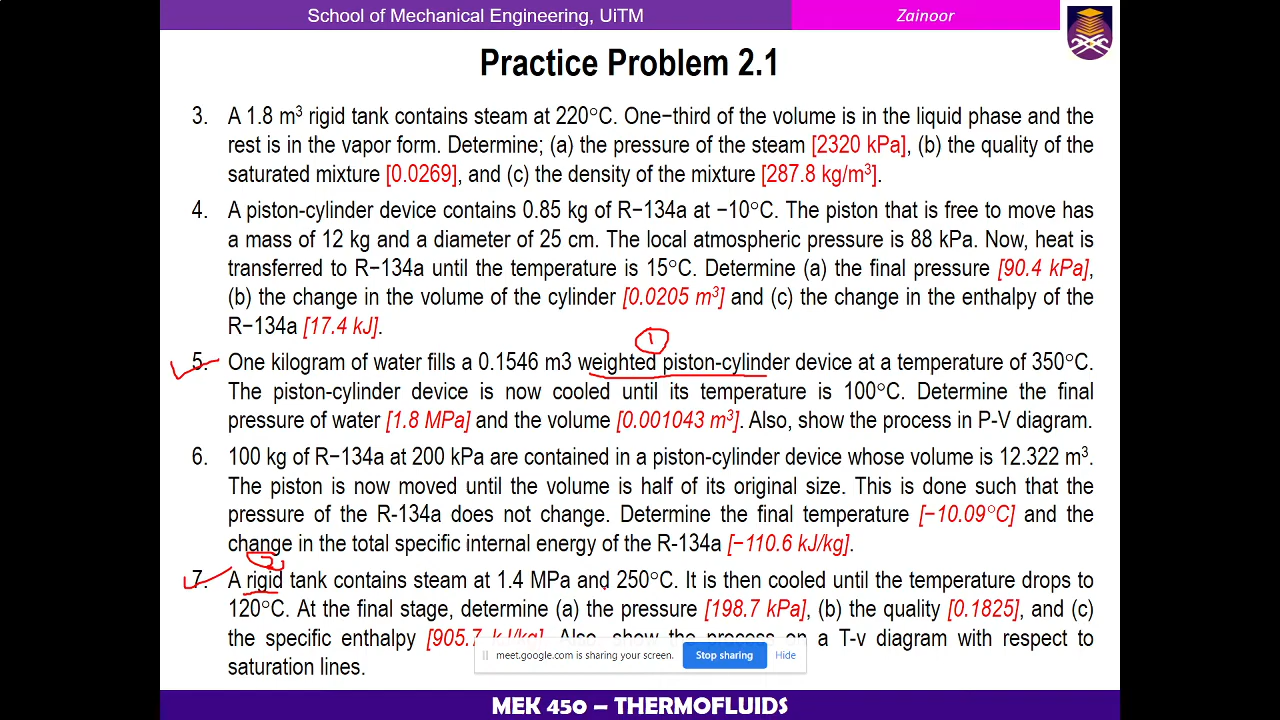 School of Mechanical Engineering, UiTM
Zainoor
Practice Problem 2.1
3. A 1.8 m³ rigid tank contains steam at 220°C. One−third of the volume is in the liquid phase and the
rest is in the vapor form. Determine; (a) the pressure of the steam [2320 kPa], (b) the quality of the
saturated mixture [0.0269], and (c) the density of the mixture [287.8 kg/m³].
4. A piston-cylinder device contains 0.85 kg of R−134a at −10°C. The piston that is free to move has
a mass of 12 kg and a diameter of 25 cm. The local atmospheric pressure is 88 kPa. Now, heat is
transferred to R−134a until the temperature is 15°C. Determine (a) the final pressure [90.4 kPa],
(b) the change in the volume of the cylinder [0.0205 m³] and (c) the change in the enthalpy of the
R−134a [17.4 kJ].
1
5. One kilogram of water fills a 0.1546 m3 weighted piston-cylinder device at a temperature of 350°C.
The piston-cylinder device is now cooled until its temperature is 100°C. Determine the final
pressure of water [1.8 MPa] and the volume [0.001043 m³]. Also, show the process in P-V diagram.
6. 100 kg of R−134a at 200 kPa are contained in a piston-cylinder device whose volume is 12.322 m³.
The piston is now moved until the volume is half of its original size. This is done such that the
pressure of the R-134a does not change. Determine the final temperature [−10.09°C] and the
change in the total specific internal energy of the R-134a [−110.6 kJ/kg].
2
7. A rigid tank contains steam at 1.4 MPa and 250°C. It is then cooled until the temperature drops to
120°C. At the final stage, determine (a) the pressure [198.7 kPa], (b) the quality [0.1825], and (c)
the specific enthalpy [905.7 kJ/kg]. Also, show the process on a T-v diagram with respect to
saturation lines.
meet.google.com is sharing your screen. Stop sharing Hide
MEK 450 – THERMOFLUIDS